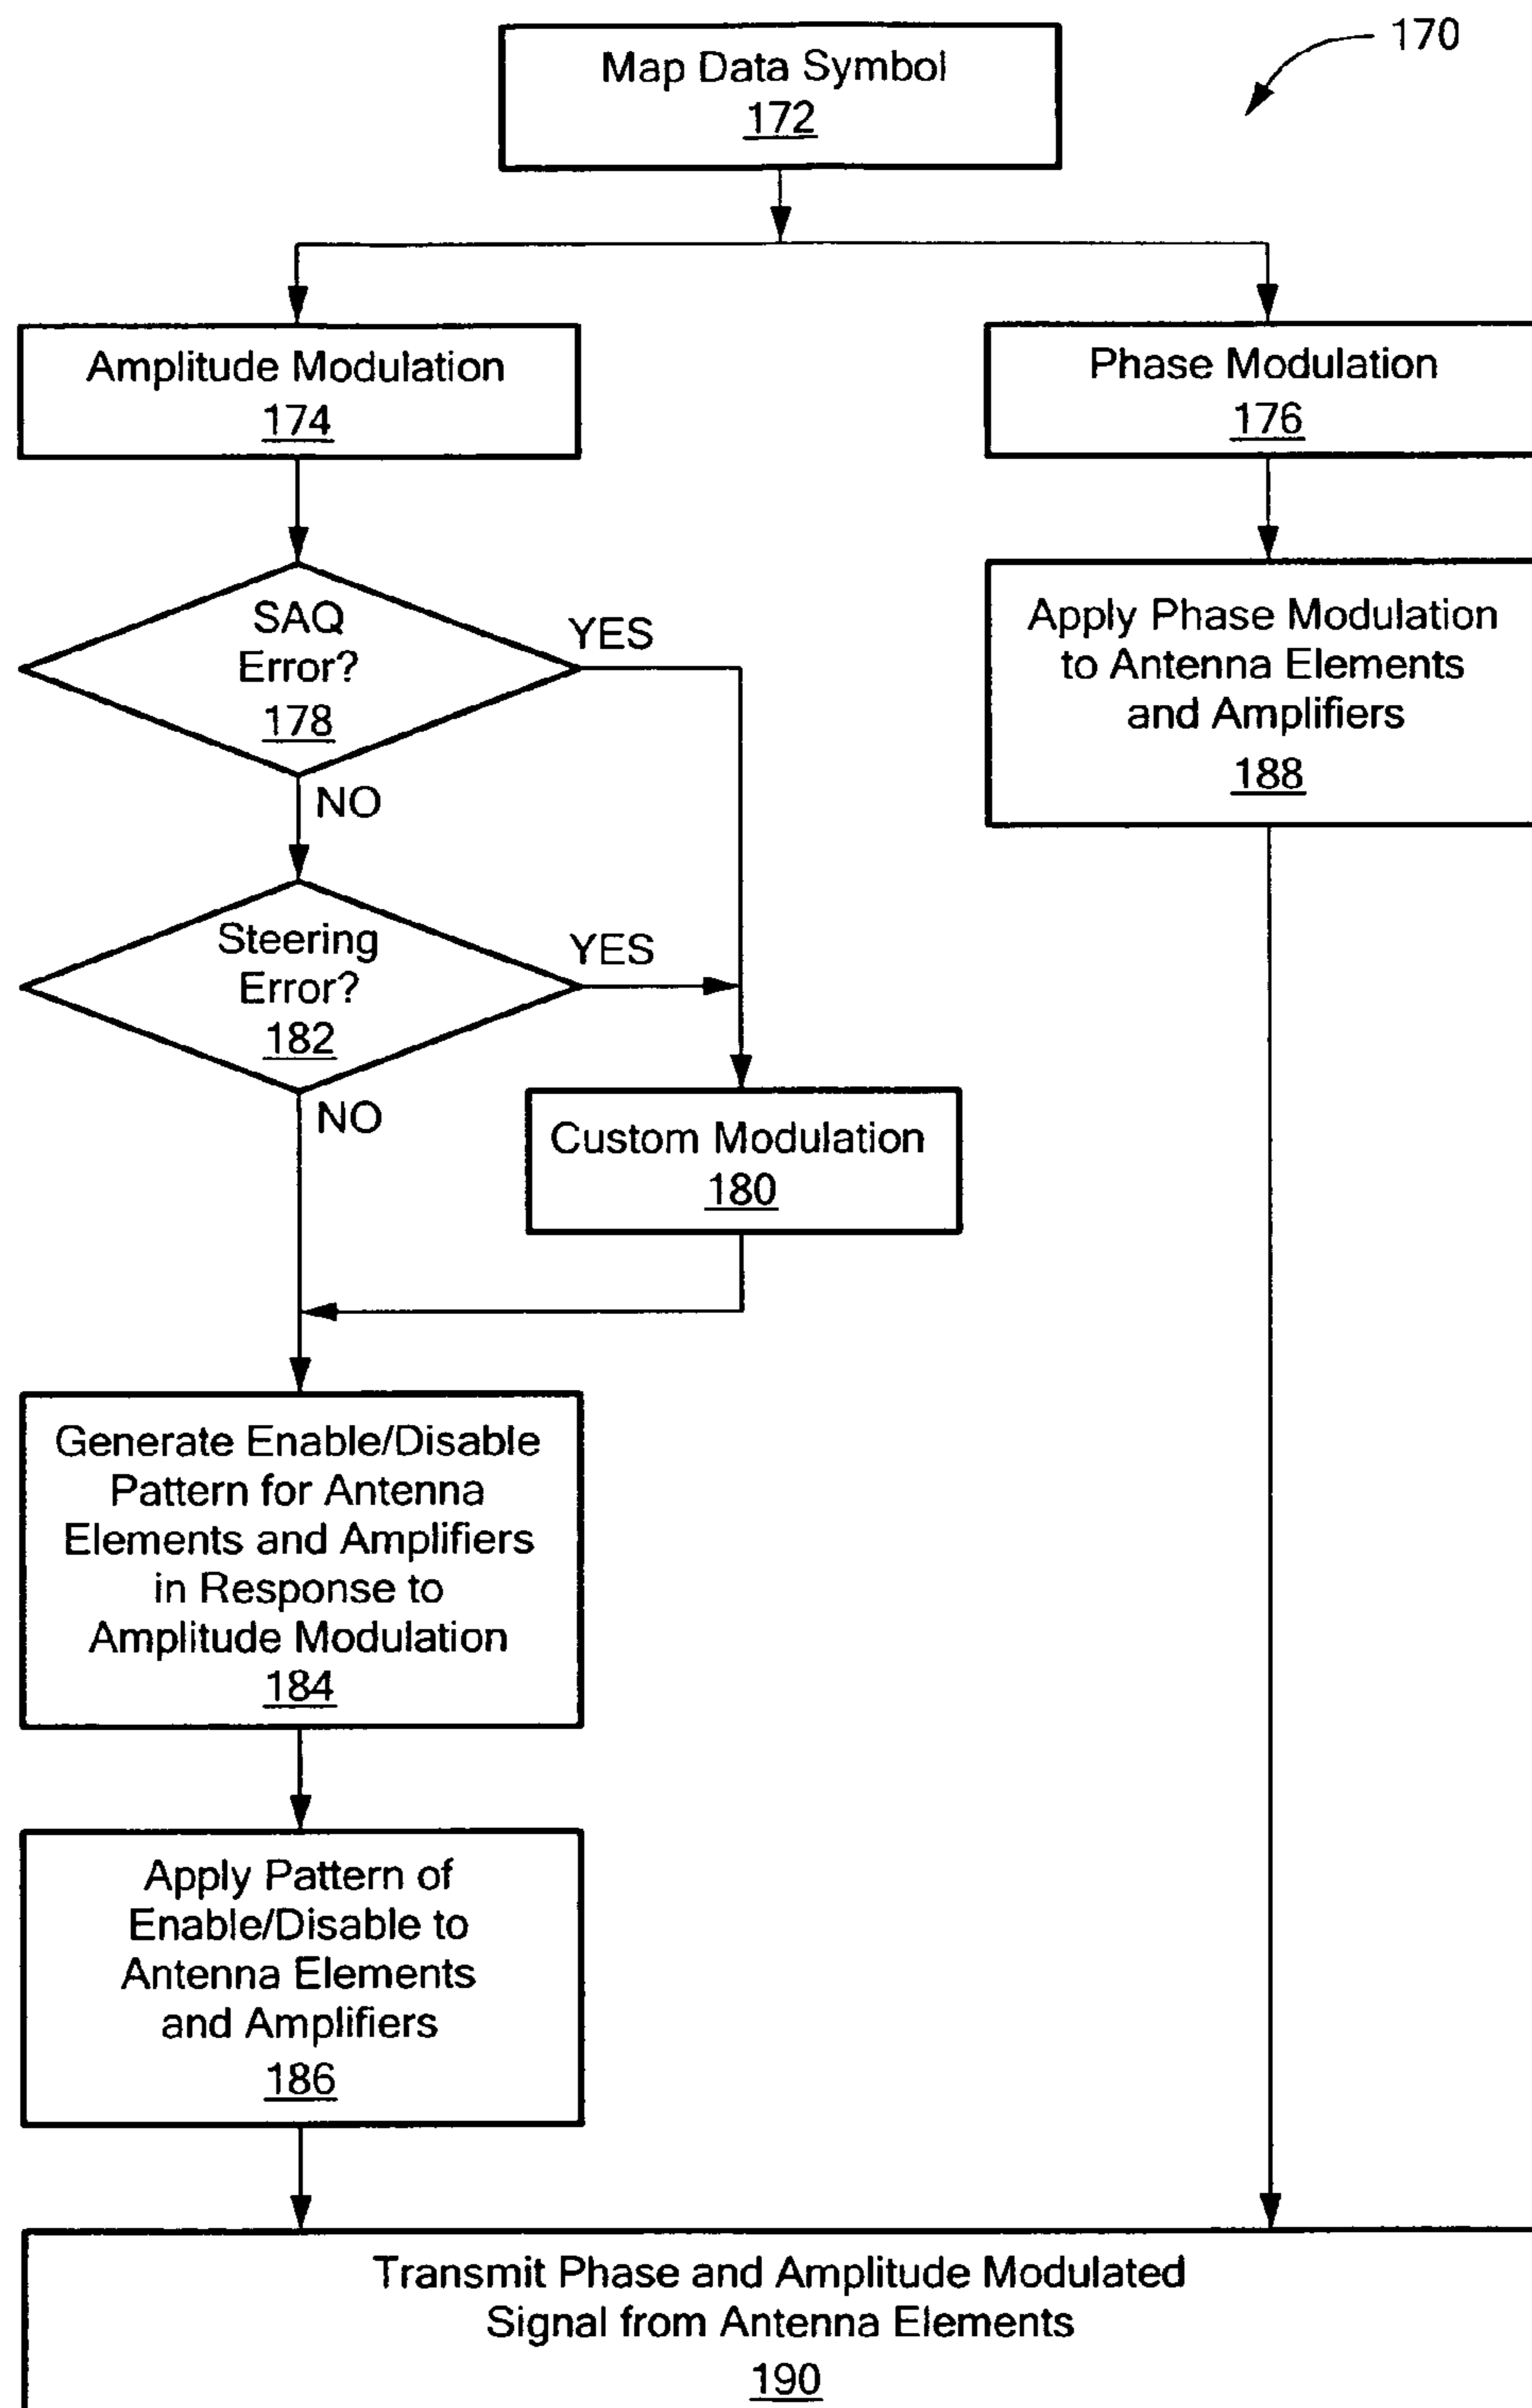 170
Map Data Symbol
172
Amplitude Modulation
174
Phase Modulation
176
SAQ
Error?
178
YES
NO
Apply Phase Modulation
to Antenna Elements
and Amplifiers
188
Steering
Error?
182
YES
NO
Custom Modulation
180
Generate Enable/Disable
Pattern for Antenna
Elements and Amplifiers
in Response to
Amplitude Modulation
184
Apply Pattern of
Enable/Disable to
Antenna Elements
and Amplifiers
186
Transmit Phase and Amplitude Modulated
Signal from Antenna Elements
190